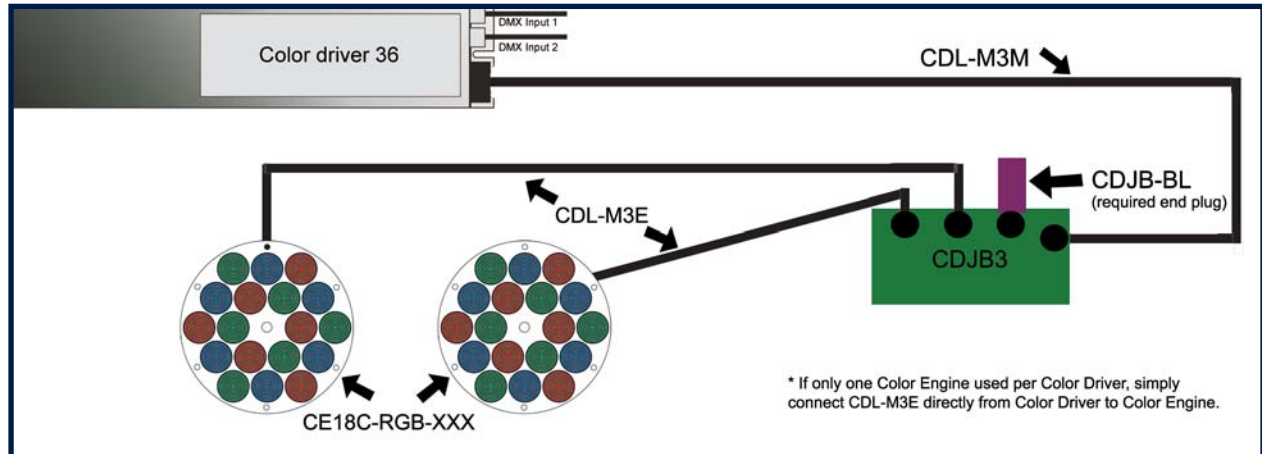 DMX Input 1
Color driver 36
DMX Input 2
CDL-M3M
CDJB-BL
(required end plug)
CDL-M3E
CDJB3
* If only one Color Engine used per Color Driver, simply
connect CDL-M3E directly from Color Driver to Color Engine.
CE18C-RGB-XXX